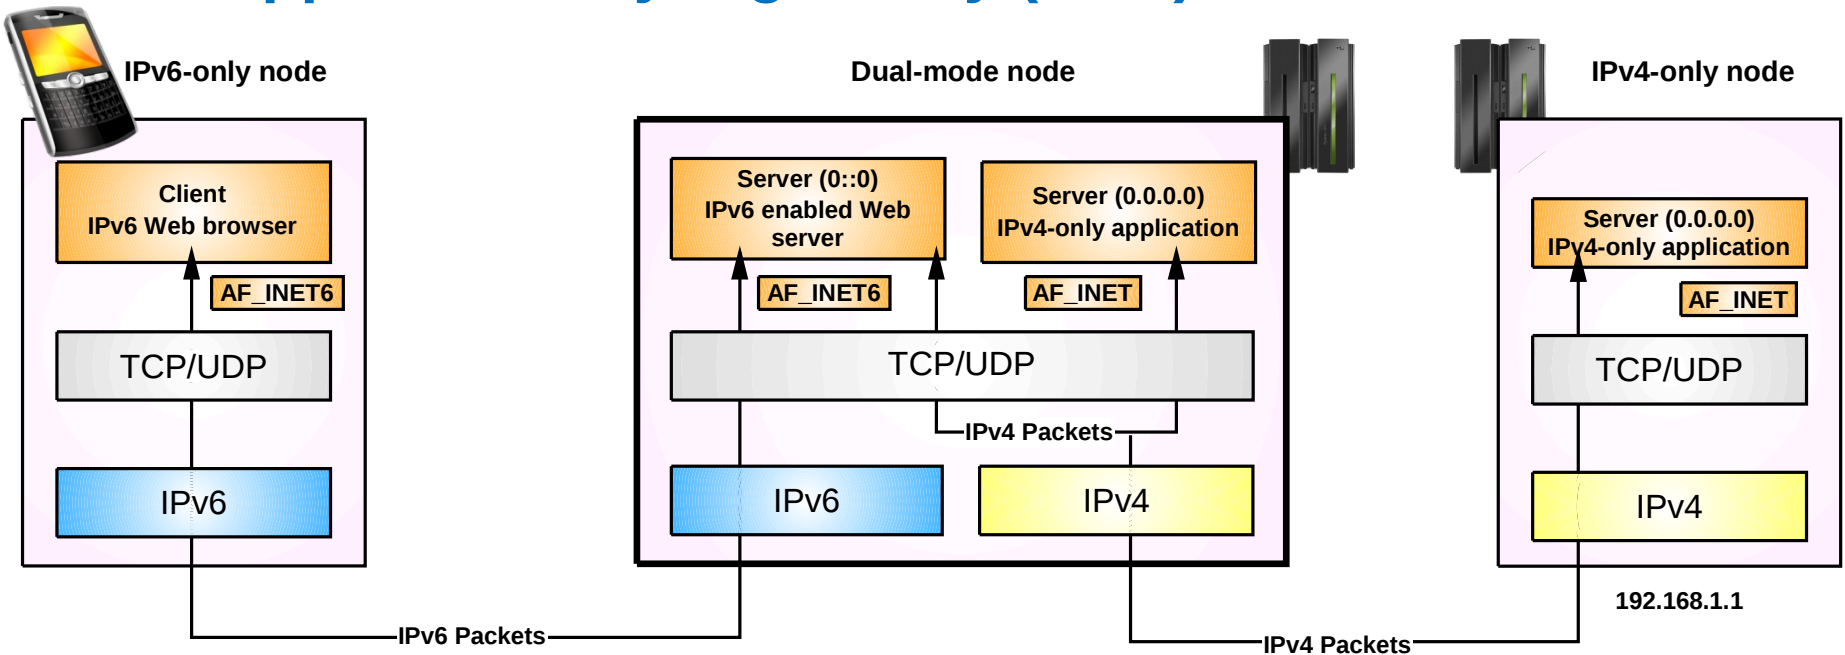 IPv6-only node
Dual-mode node
IPv4-only node
Client
IPv6 Web browser
AF_INET6
TCP/UDP
IPv6
Server (0::0)
IPv6 enabled Web
server
AF_INET6
Server (0.0.0.0)
IPv4-only application
AF_INET
TCP/UDP
IPv4 Packets
IPv6
IPv4
Server (0.0.0.0)
IPv4-only application
AF_INET
TCP/UDP
IPv4
192.168.1.1
IPv6 Packets
IPv4 Packets